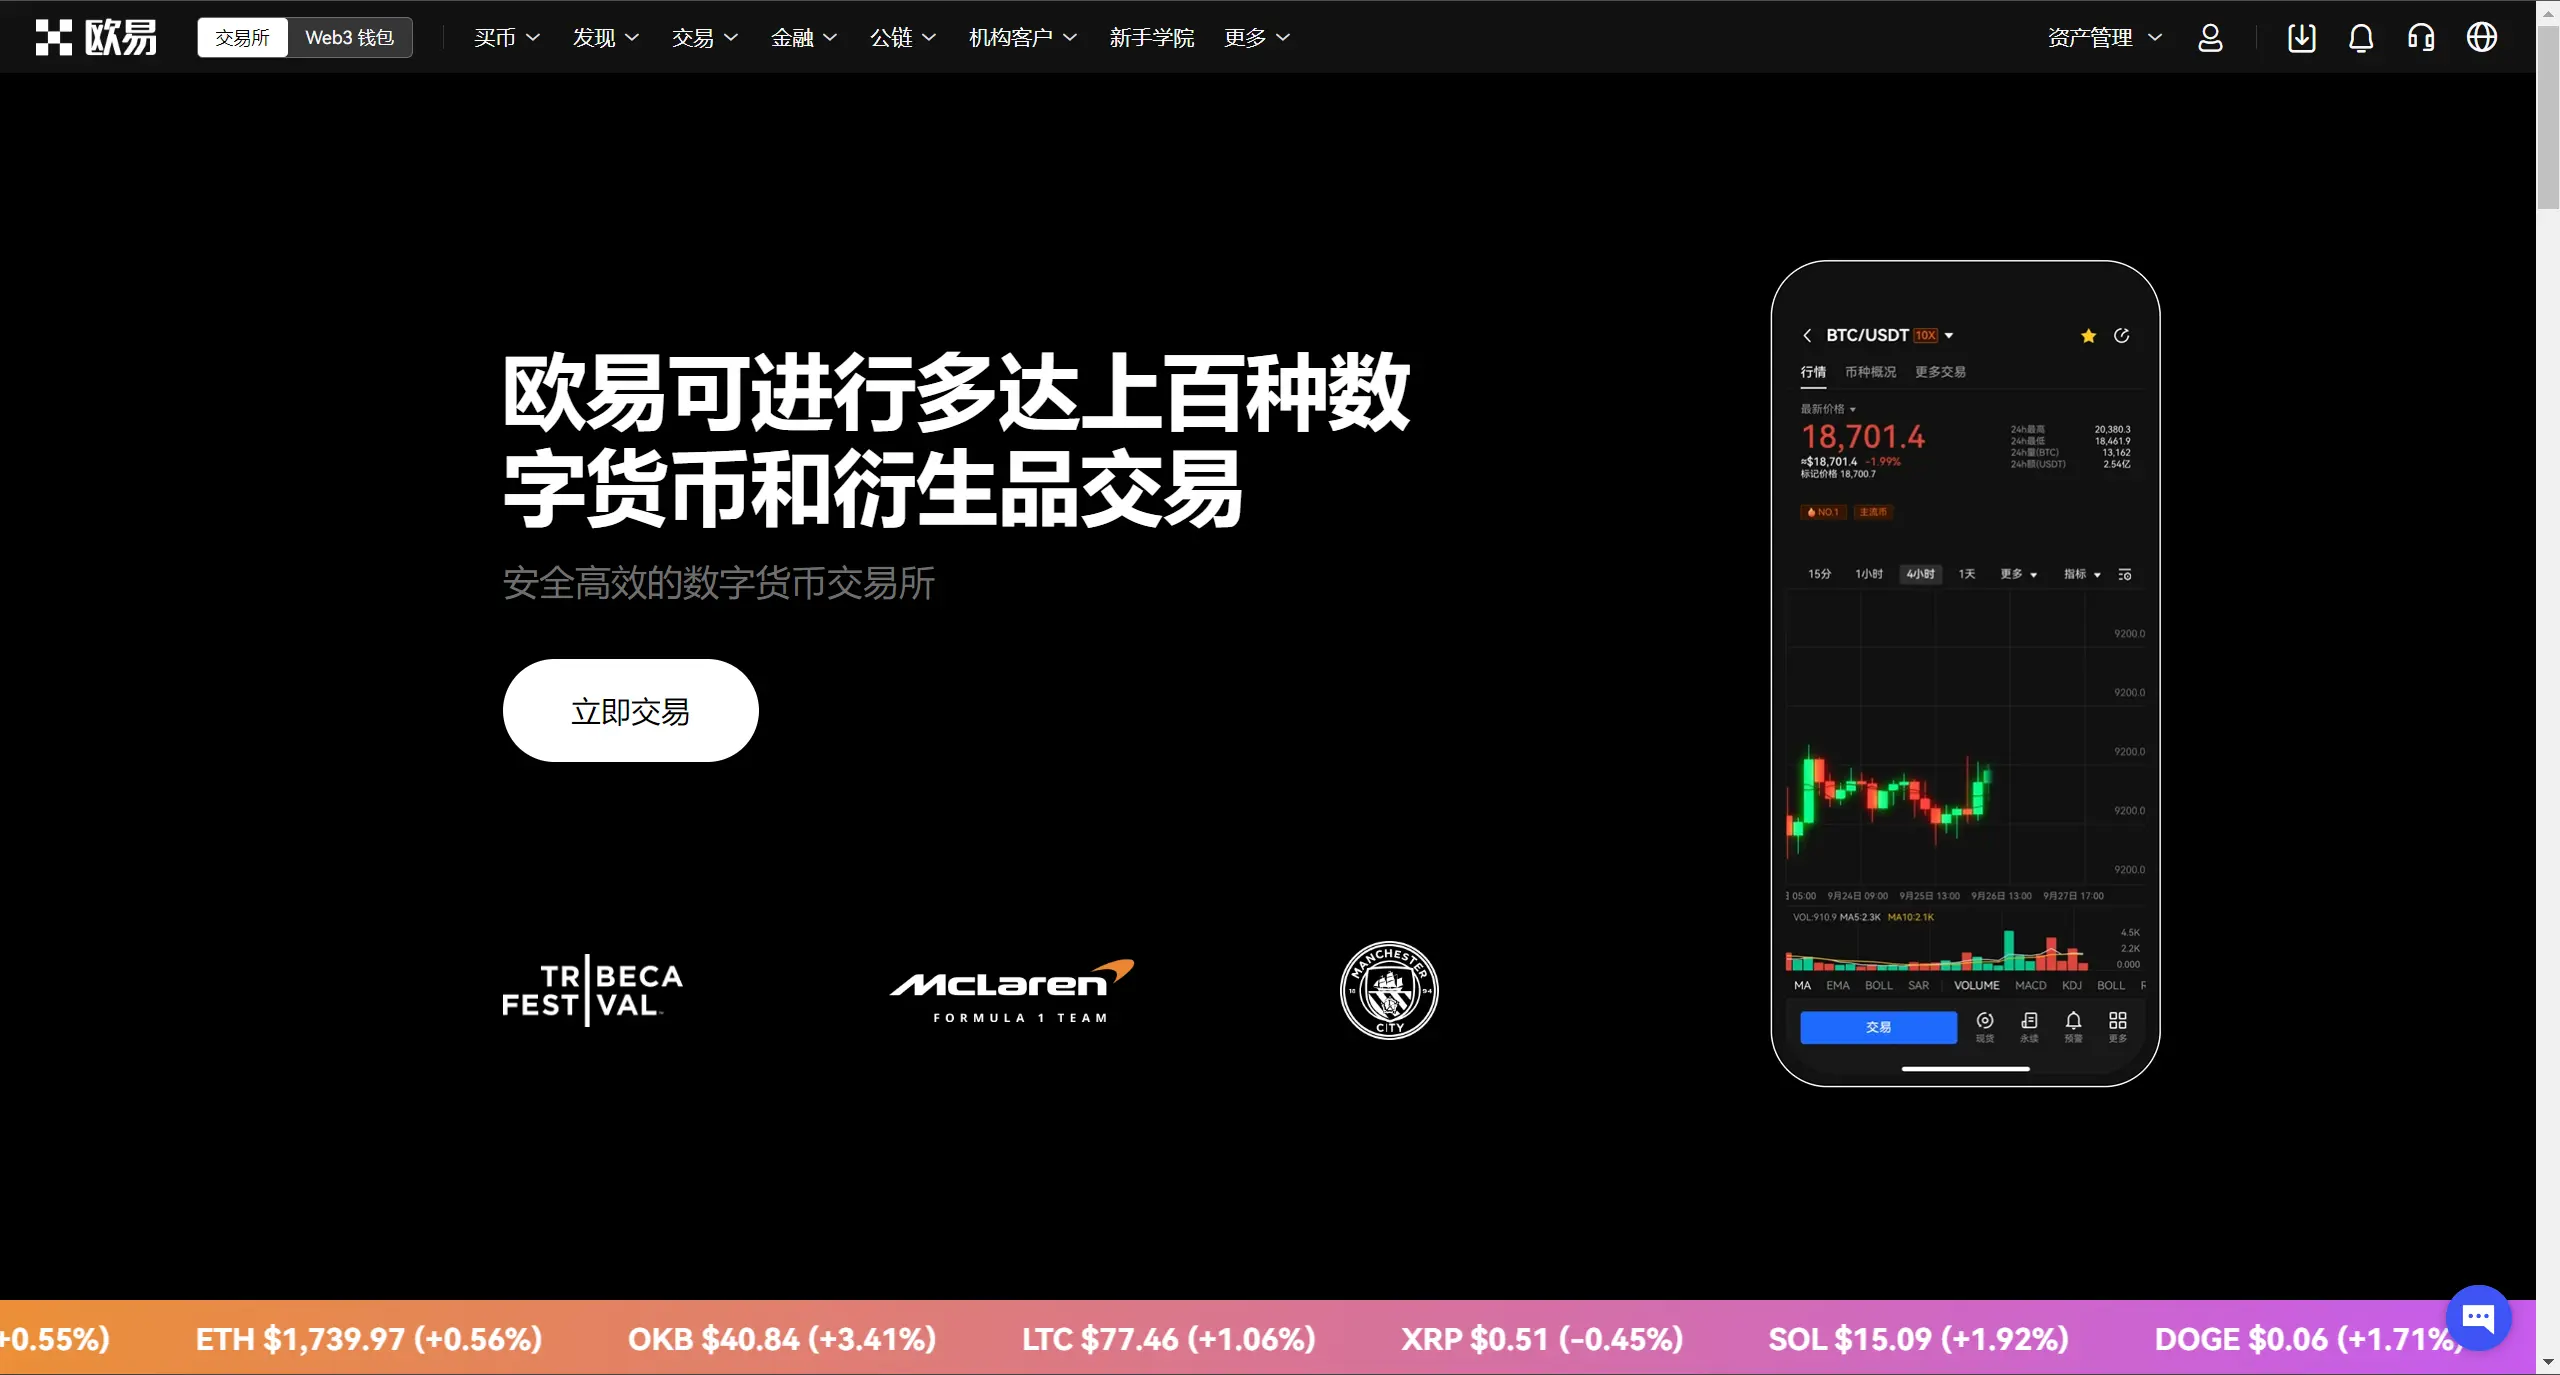 欧易 交易所 Web3 钱包 买币 发现 交易 金融 公链 机构客户 新手学院 更多 资产管理
欧易可进行多达上百种数
字货币和衍生品交易
安全高效的数字货币交易所
立即交易
TRIBECA
FESTIVAL
McLaren
FORMULA 1 TEAM
MANCHESTER
18 94
CITY
BTC/USDT 10X
行情 币种概况 更多交易
最新价格
18,701.4
≈$18,701.4 -1.99%
标记价格 18,700.7
24h最高 20,380.3
24h最低 18,461.9
24h量(BTC) 13,162
24h额(USDT) 2.54亿
NO.1 主流币
15分 1小时 4小时 1天 更多 指标
9200.0
9200.0
9200.0
9200.0
9200.0
日 05:00 9月24日 09:00 9月25日 13:00 9月26日 13:00 9月27日 17:00
VOL:910.9 MA5:2.3K MA10:2.1K
4.5K
2.2K
0.000
MA EMA BOLL SAR VOLUME MACD KDJ BOLL R
交易 现货 永续 预警 更多
+0.55%) ETH $1,739.97 (+0.56%) OKB $40.84 (+3.41%) LTC $77.46 (+1.06%) XRP $0.51 (-0.45%) SOL $15.09 (+1.92%) DOGE $0.06 (+1.71%)